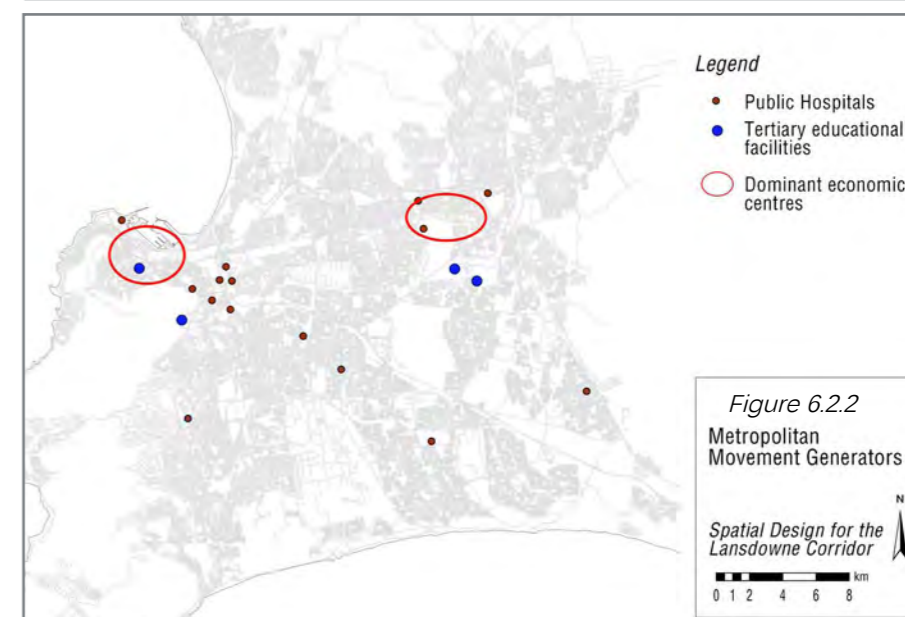 Legend
Public Hospitals
Tertiary educational
facilities
Dominant economic
centres
Figure 6.2.2
Metropolitan
Movement Generators
N
Spatial Design for the
Lansdowne Corridor
km
0 1 2 4 6 8